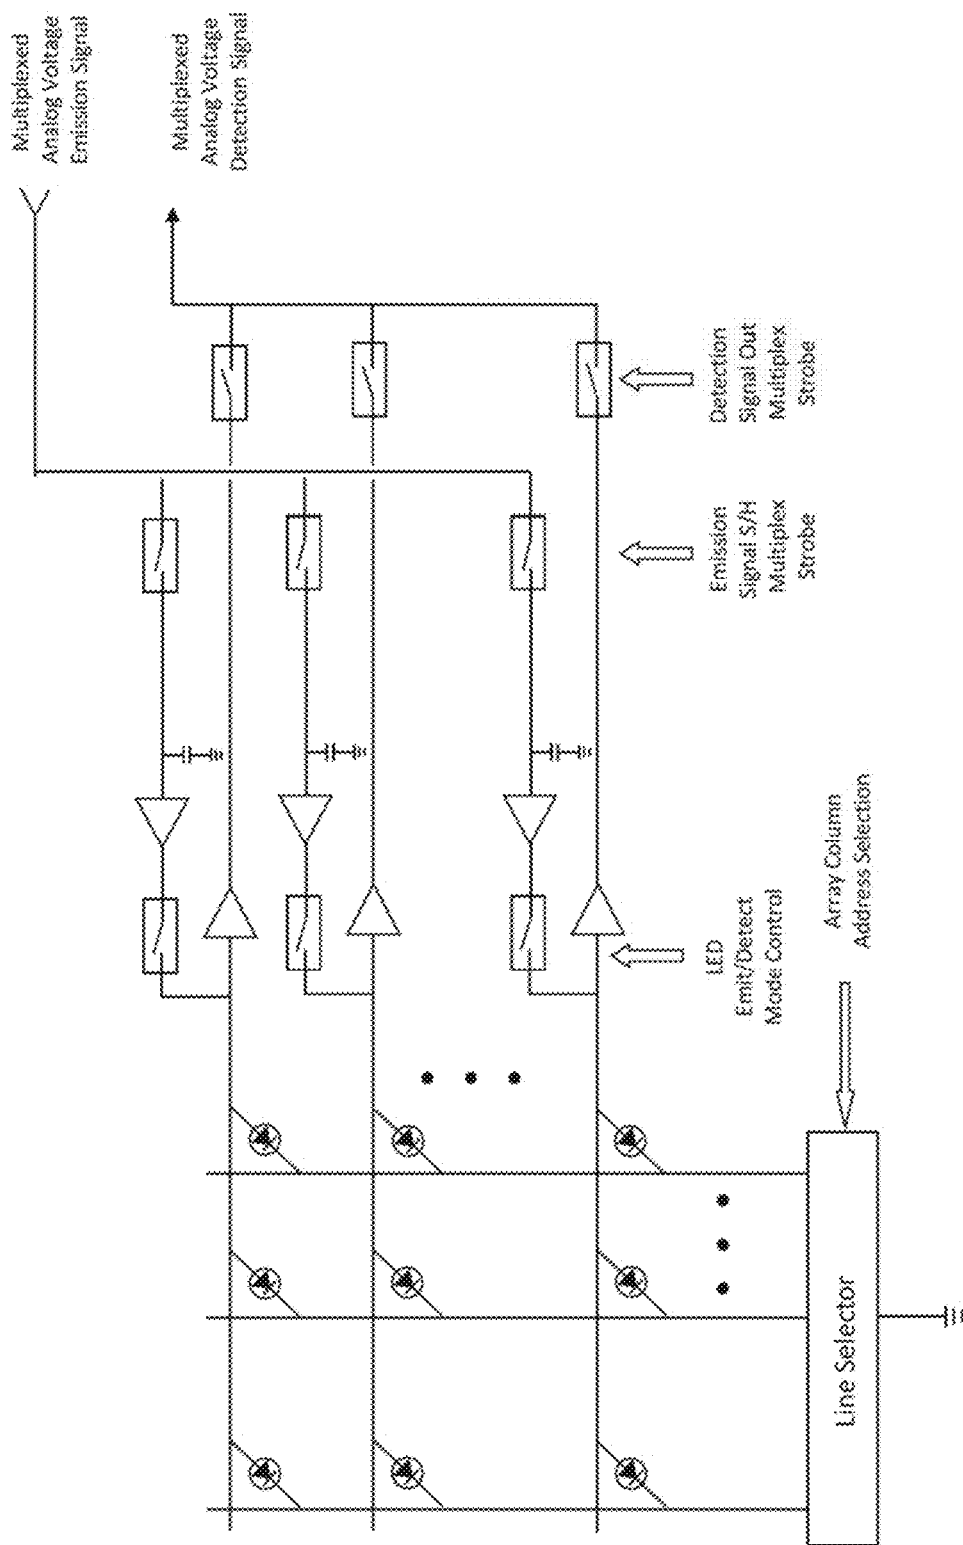 Multiplexed
Analog Voltage
Emission Signal
Multiplexed
Analog Voltage
Detection Signal
Detection
Signal Out
Multiplex
Strobe
Emission
Signal S/H
Multiplex
Strobe
LED
Emit/Detect
Mode Control
Array Column
Address Selection
Line Selector